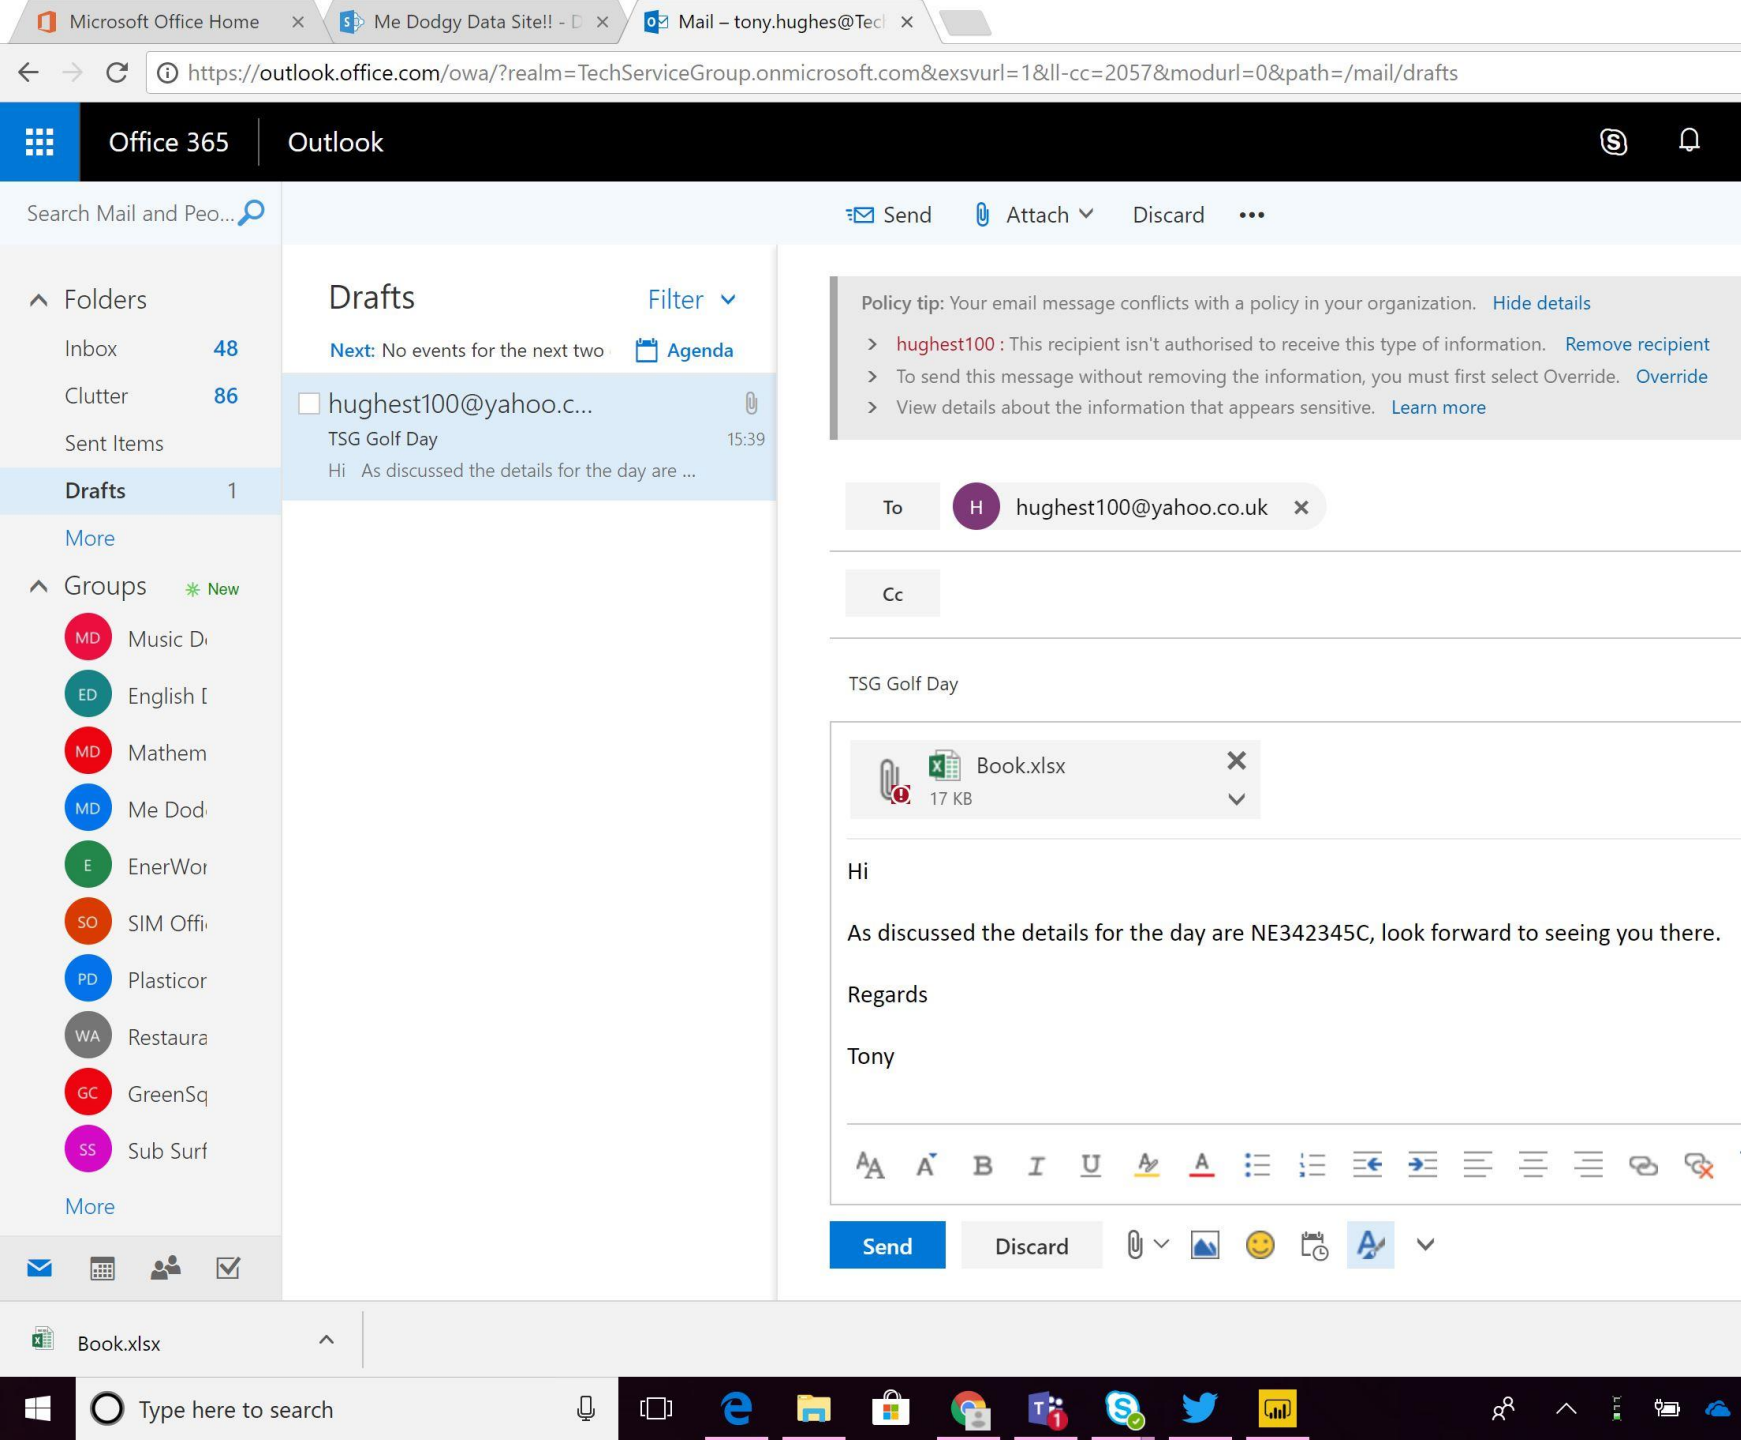 Microsoft Office Home
Me Dodgy Data Site!! - D
Mail – tony.hughes@Tech
https://outlook.office.com/owa/?realm=TechServiceGroup.onmicrosoft.com&exsvurl=1&ll-cc=2057&modurl=0&path=/mail/drafts
Office 365
Outlook
Search Mail and Peo...
Send
Attach
Discard
•••
Folders
Inbox 48
Clutter 86
Sent Items
Drafts 1
More
Groups
New
MD Music De
ED English D
MD Mathem
MD Me Dod
E EnerWor
SO SIM Offi
PD Plasticor
WA Restaura
GC GreenSq
SS Sub Surf
More
Drafts
Filter
Next: No events for the next two
Agenda
hughest100@yahoo.c...
TSG Golf Day 15:39
Hi As discussed the details for the day are ...
Policy tip: Your email message conflicts with a policy in your organization. Hide details
hughest100 : This recipient isn't authorised to receive this type of information. Remove recipient
To send this message without removing the information, you must first select Override. Override
View details about the information that appears sensitive. Learn more
To
H hughest100@yahoo.co.uk
Cc
TSG Golf Day
Book.xlsx
17 KB
Hi
As discussed the details for the day are NE342345C, look forward to seeing you there.
Regards
Tony
Send
Discard
Book.xlsx
Type here to search